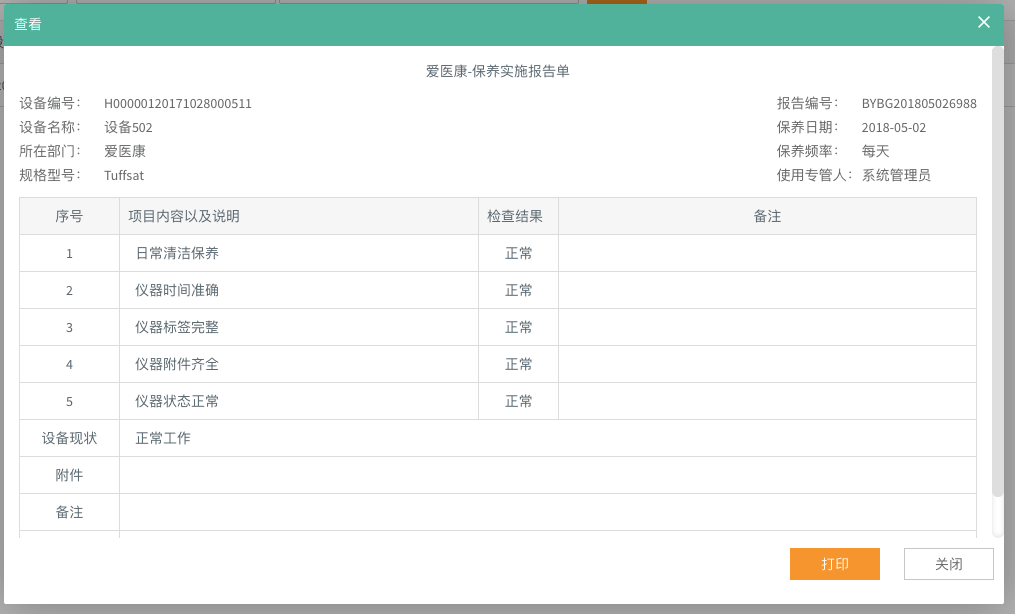 查看
爱医康-保养实施报告单
设备编号： H00000120171028000511 报告编号： BYBG201805026988
设备名称： 设备502 保养日期： 2018-05-02
所在部门： 爱医康 保养频率： 每天
规格型号： Tuffsat 使用专管人： 系统管理员
序号 项目内容以及说明 检查结果 备注
1 日常清洁保养 正常
2 仪器时间准确 正常
3 仪器标签完整 正常
4 仪器附件齐全 正常
5 仪器状态正常 正常
设备现状 正常工作
附件
备注
打印 关闭